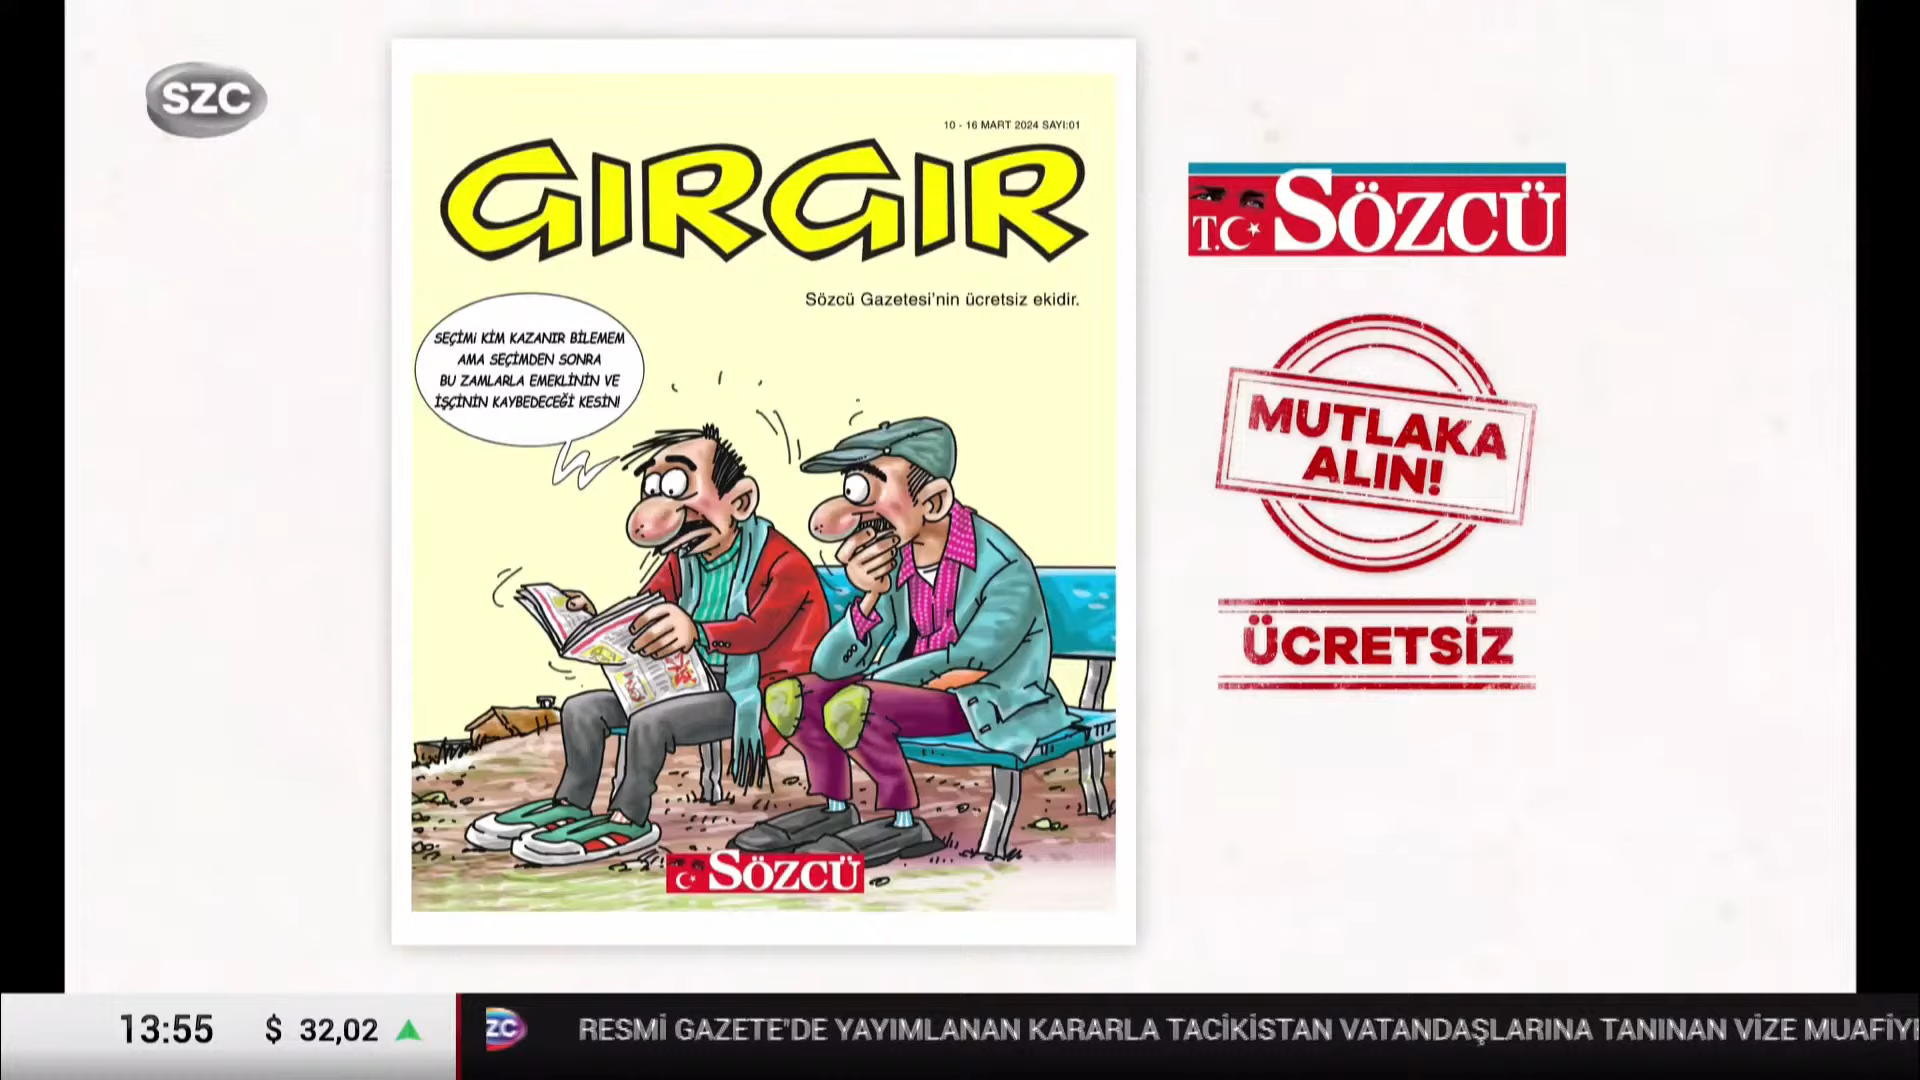 SZC
10 - 16 MART 2024 SAYI:01
GIRGIR
Sözcü Gazetesi'nin ücretsiz ekidir.
SEÇİMİ KİM KAZANIR BİLEMEM
AMA SEÇİMDEN SONRA
BU ZAMLARLA EMEKLİNİN VE
İŞÇİNİN KAYBEDECEĞİ KESİN!
SÖZCÜ
T.C. SÖZCÜ
MUTLAKA
ALIN!
ÜCRETSİZ
13:55 $ 32,02
ZC RESMİ GAZETE'DE YAYIMLANAN KARARLA TACİKİSTAN VATANDAŞLARINA TANINAN VİZE MUAFİY